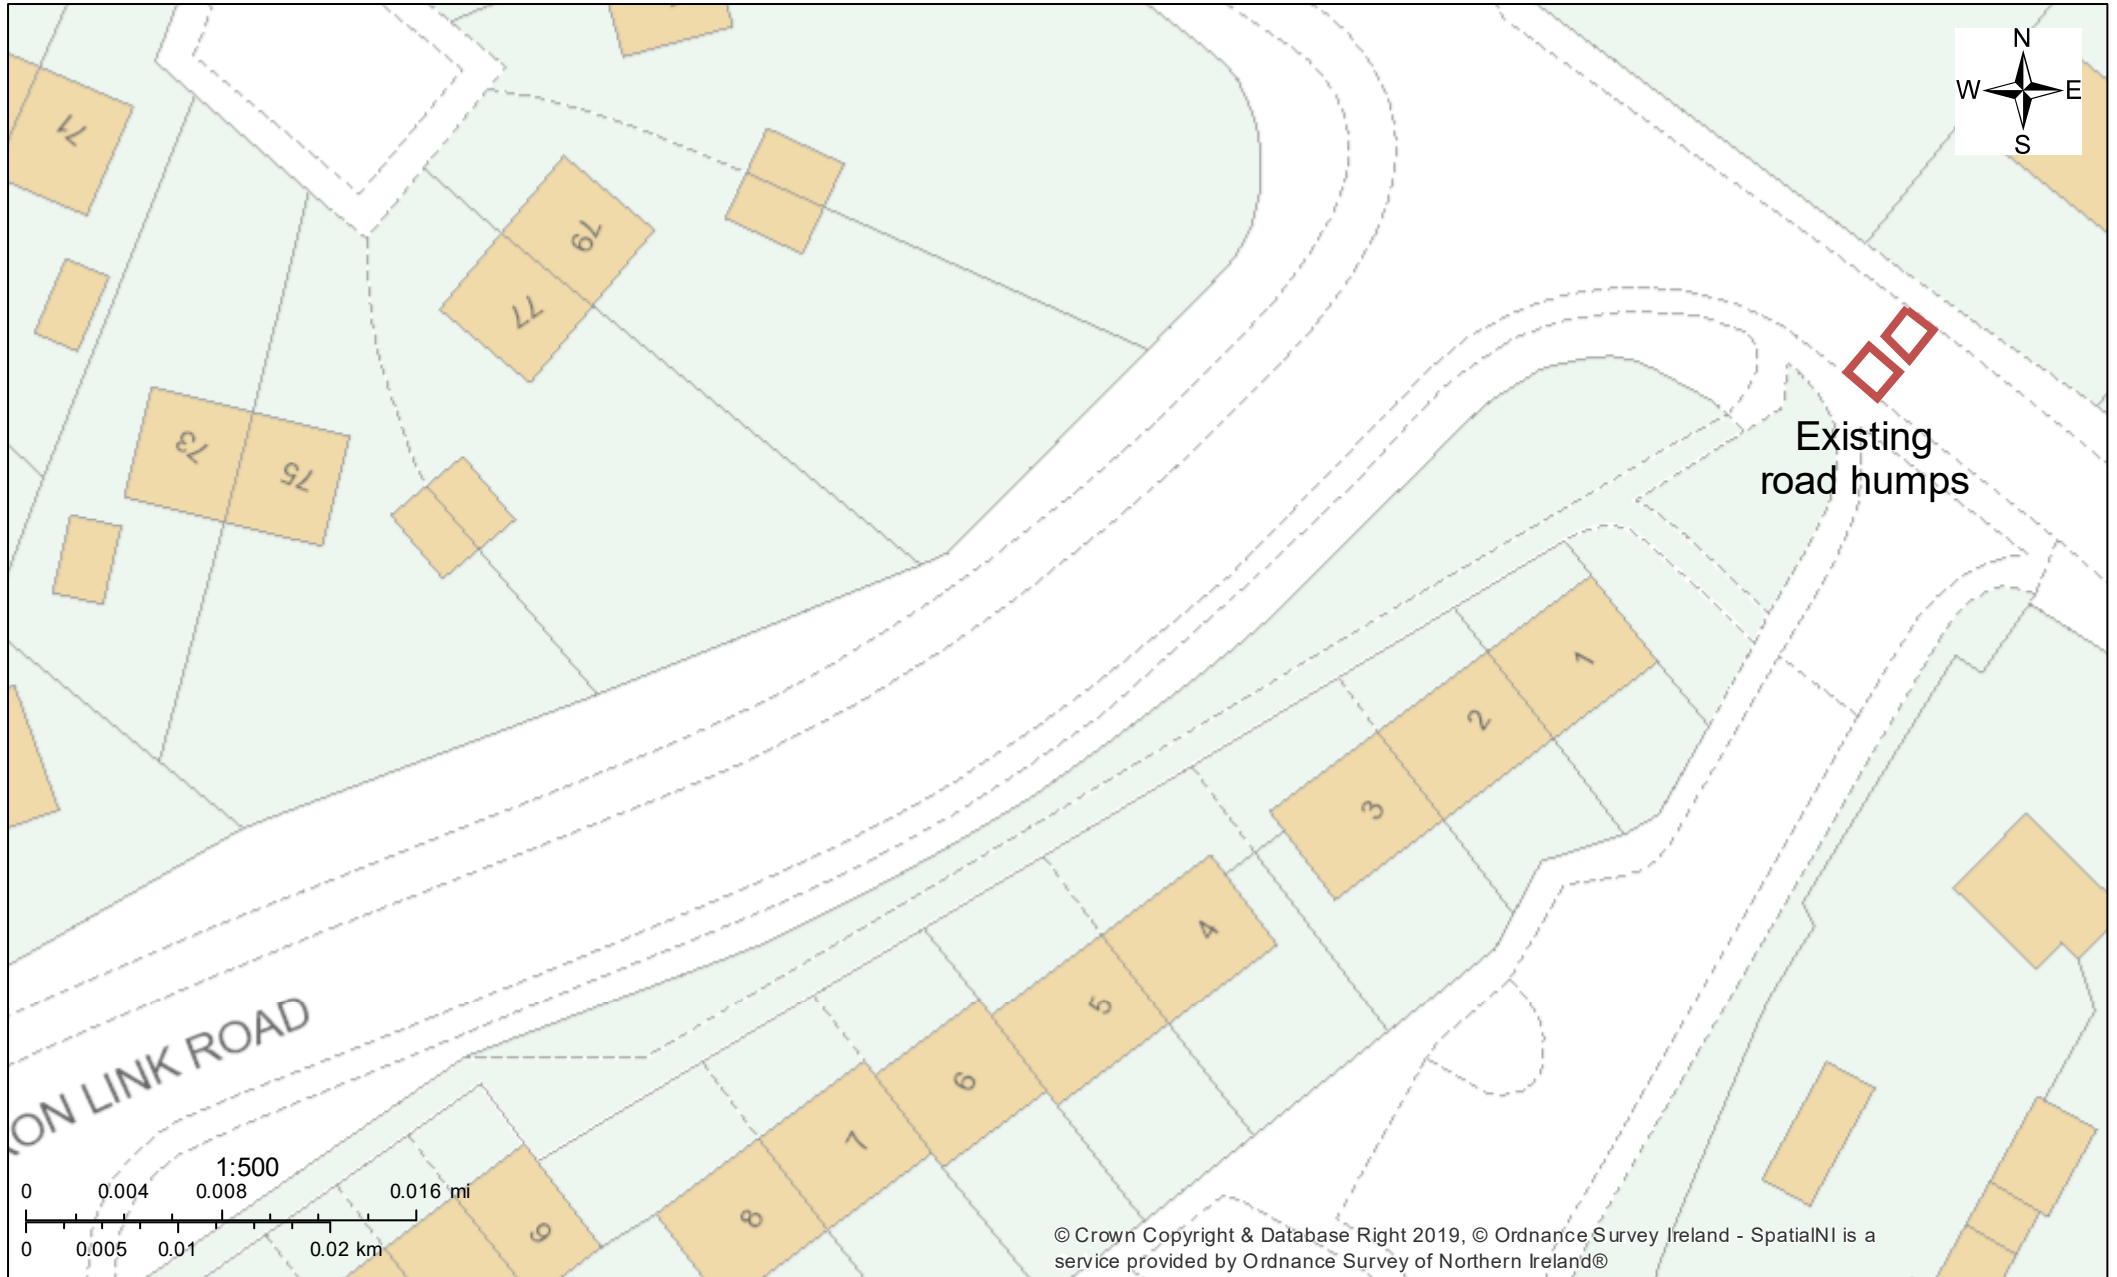 N
W E
S
71
79
77
73
75
Existing
road humps
1
2
3
4
5
6
7
8
9
ON LINK ROAD
1:500
0 0.004 0.008 0.016 mi
0 0.005 0.01 0.02 km
© Crown Copyright & Database Right 2019, © Ordnance Survey Ireland - SpatialNI is a
service provided by Ordnance Survey of Northern Ireland®